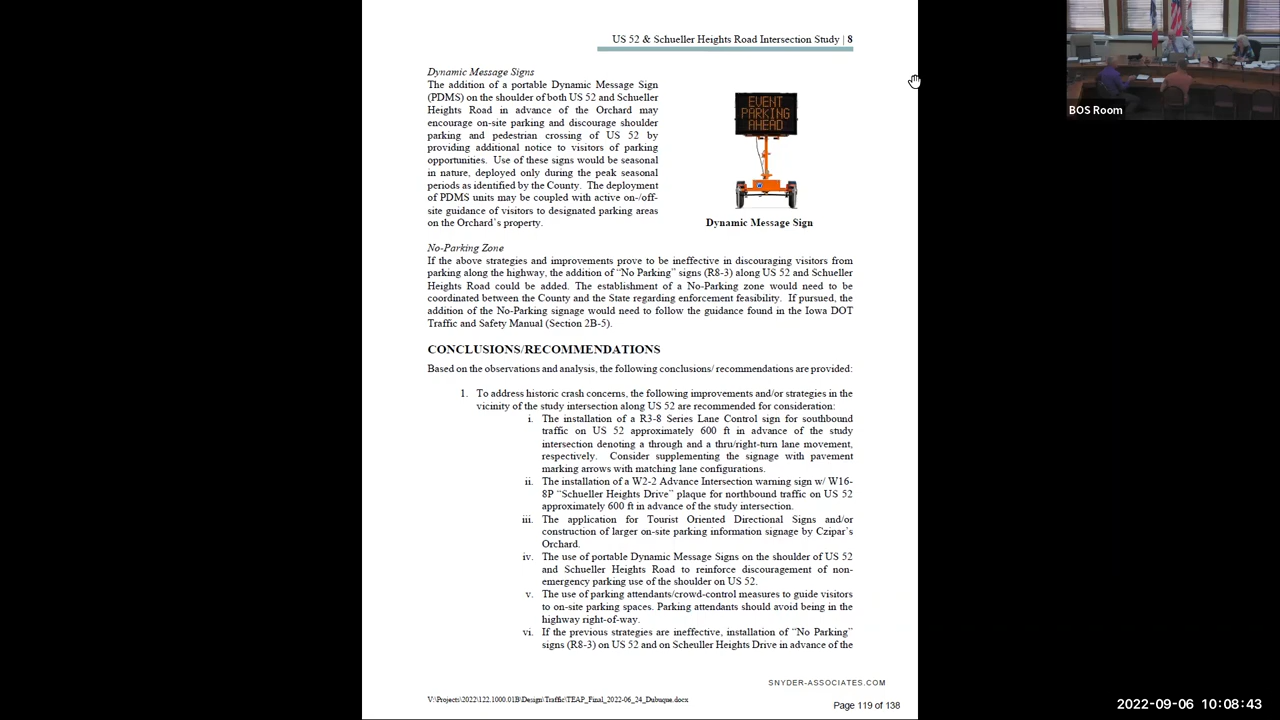 US 52 & Schueller Heights Road Intersection Study | 8
Dynamic Message Signs
The addition of a portable Dynamic Message Sign
(PDMS) on the shoulder of both US 52 and Schueller
Heights Road in advance of the Orchard may
encourage on-site parking and discourage shoulder
parking and pedestrian crossing of US 52 by
providing additional notice to visitors of parking
opportunities. Use of these signs would be seasonal
in nature, deployed only during the peak seasonal
periods as identified by the County. The deployment
of PDMS units may be coupled with active on-/off-
site guidance of visitors to designated parking areas
on the Orchard's property.
EVENT
PARKING
AHEAD
Dynamic Message Sign
No-Parking Zone
If the above strategies and improvements prove to be ineffective in discouraging visitors from
parking along the highway, the addition of "No Parking" signs (R8-3) along US 52 and Schueller
Heights Road could be added. The establishment of a No-Parking zone would need to be
coordinated between the County and the State regarding enforcement feasibility. If pursued, the
addition of the No-Parking signage would need to follow the guidance found in the Iowa DOT
Traffic and Safety Manual (Section 2B-5).
CONCLUSIONS/RECOMMENDATIONS
Based on the observations and analysis, the following conclusions/ recommendations are provided:
1. To address historic crash concerns, the following improvements and/or strategies in the
vicinity of the study intersection along US 52 are recommended for consideration:
i. The installation of a R3-8 Series Lane Control sign for southbound
traffic on US 52 approximately 600 ft in advance of the study
intersection denoting a through and a thru/right-turn lane movement,
respectively. Consider supplementing the signage with pavement
marking arrows with matching lane configurations.
ii. The installation of a W2-2 Advance Intersection warning sign w/ W16-
8P "Schueller Heights Drive" plaque for northbound traffic on US 52
approximately 600 ft in advance of the study intersection.
iii. The application for Tourist Oriented Directional Signs and/or
construction of larger on-site parking information signage by Czipar's
Orchard.
iv. The use of portable Dynamic Message Signs on the shoulder of US 52
and Schueller Heights Road to reinforce discouragement of non-
emergency parking use of the shoulder on US 52.
v. The use of parking attendants/crowd-control measures to guide visitors
to on-site parking spaces. Parking attendants should avoid being in the
highway right-of-way.
vi. If the previous strategies are ineffective, installation of "No Parking"
signs (R8-3) on US 52 and on Scheuller Heights Drive in advance of the
SNYDER-ASSOCIATES.COM
V:\Projects\2022\122.1000.01B\Design\Traffic\TEAP_Final_2022-06_24_Dubuque.docx
Page 119 of 138
BOS Room
2022-09-06 10:08:43